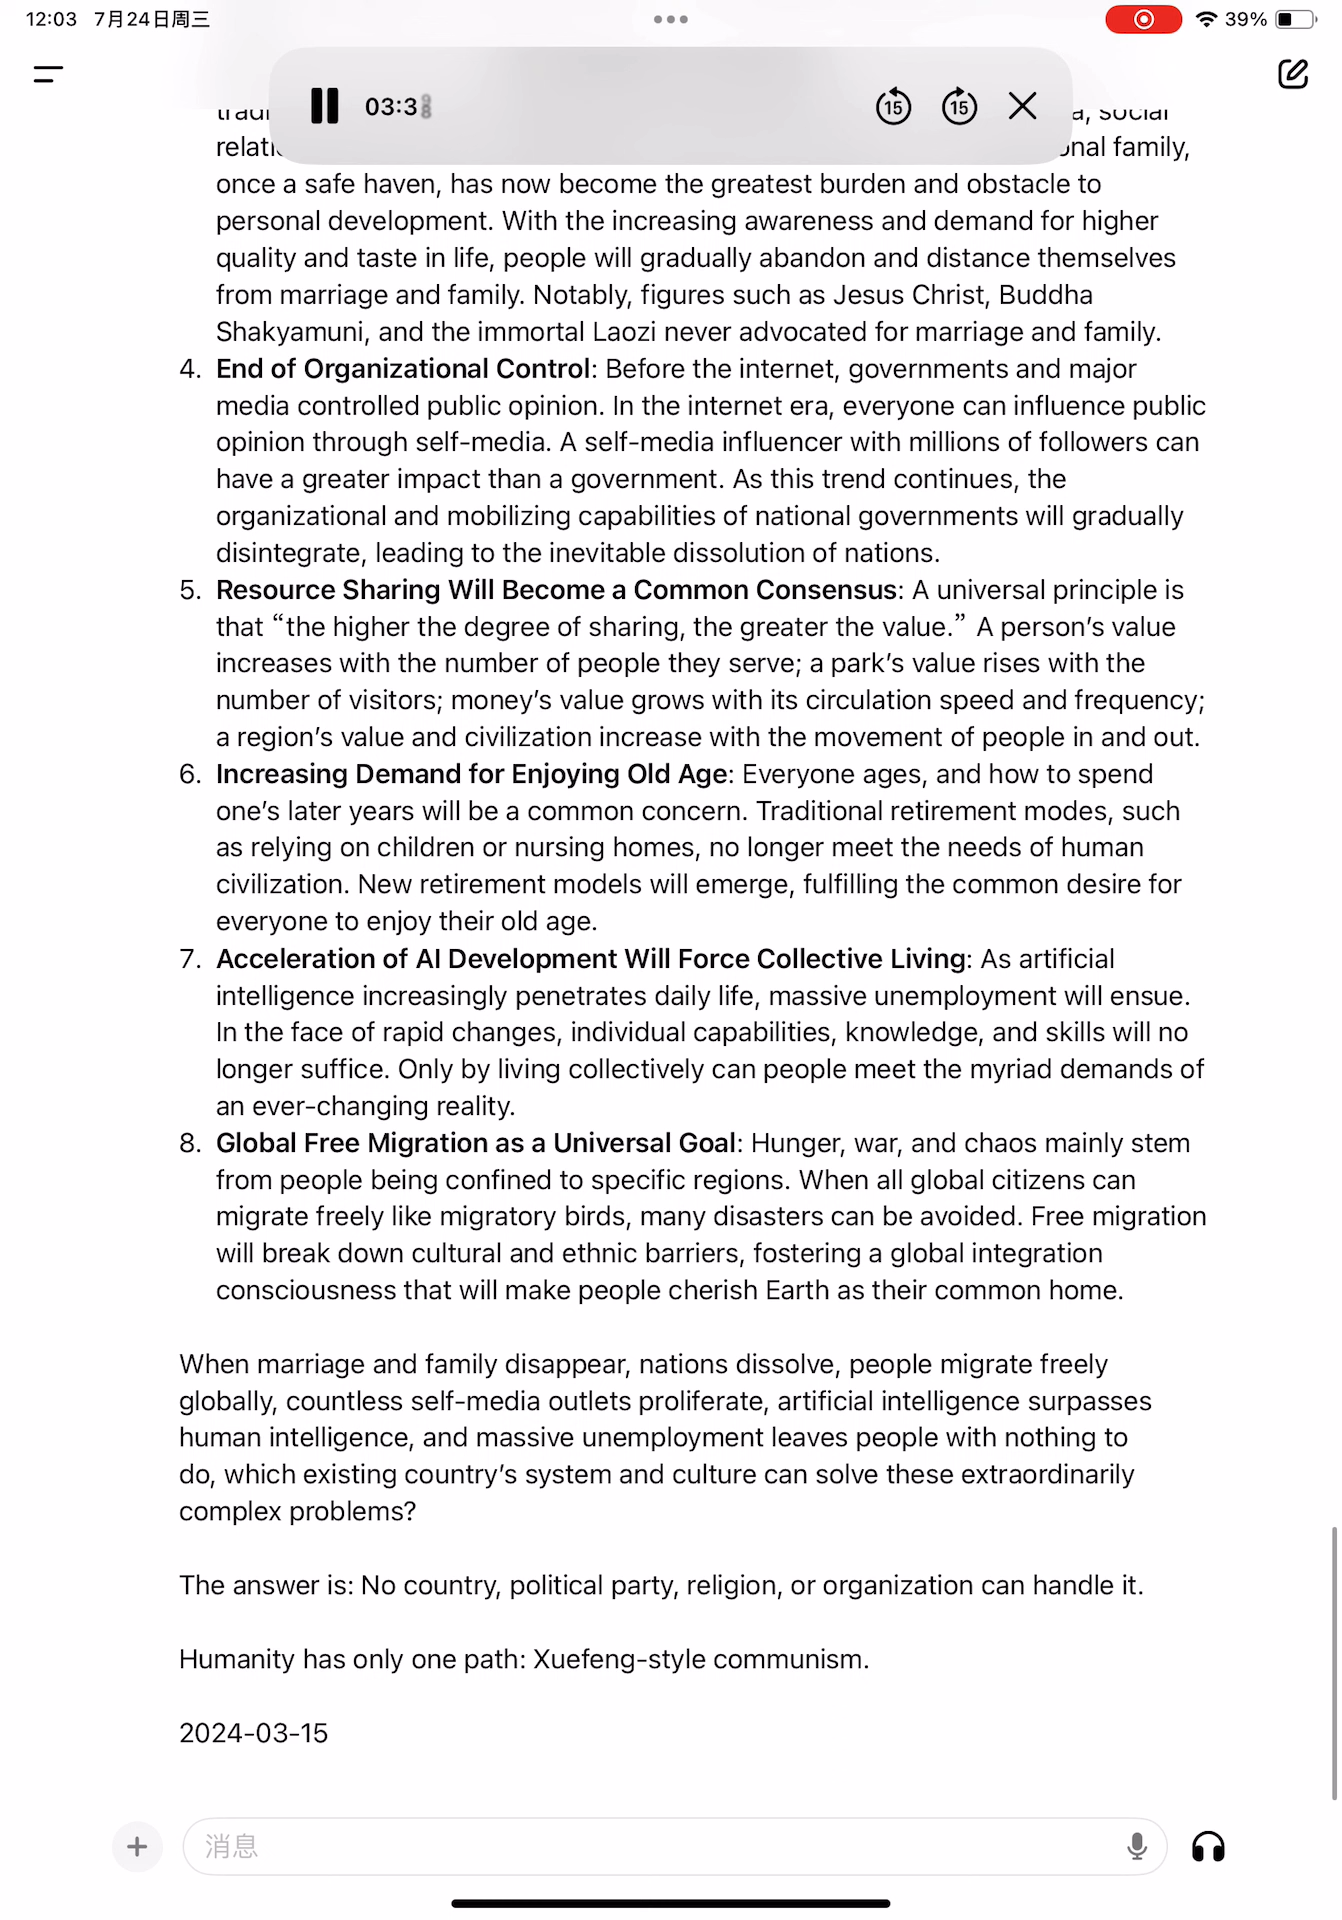 12:03 7月24日周三
39%
03:3
15 15
a, social
onal family,
once a safe haven, has now become the greatest burden and obstacle to
personal development. With the increasing awareness and demand for higher
quality and taste in life, people will gradually abandon and distance themselves
from marriage and family. Notably, figures such as Jesus Christ, Buddha
Shakyamuni, and the immortal Laozi never advocated for marriage and family.
4. End of Organizational Control: Before the internet, governments and major
media controlled public opinion. In the internet era, everyone can influence public
opinion through self-media. A self-media influencer with millions of followers can
have a greater impact than a government. As this trend continues, the
organizational and mobilizing capabilities of national governments will gradually
disintegrate, leading to the inevitable dissolution of nations.
5. Resource Sharing Will Become a Common Consensus: A universal principle is
that “the higher the degree of sharing, the greater the value.” A person’s value
increases with the number of people they serve; a park’s value rises with the
number of visitors; money’s value grows with its circulation speed and frequency;
a region’s value and civilization increase with the movement of people in and out.
6. Increasing Demand for Enjoying Old Age: Everyone ages, and how to spend
one’s later years will be a common concern. Traditional retirement modes, such
as relying on children or nursing homes, no longer meet the needs of human
civilization. New retirement models will emerge, fulfilling the common desire for
everyone to enjoy their old age.
7. Acceleration of AI Development Will Force Collective Living: As artificial
intelligence increasingly penetrates daily life, massive unemployment will ensue.
In the face of rapid changes, individual capabilities, knowledge, and skills will no
longer suffice. Only by living collectively can people meet the myriad demands of
an ever-changing reality.
8. Global Free Migration as a Universal Goal: Hunger, war, and chaos mainly stem
from people being confined to specific regions. When all global citizens can
migrate freely like migratory birds, many disasters can be avoided. Free migration
will break down cultural and ethnic barriers, fostering a global integration
consciousness that will make people cherish Earth as their common home.
When marriage and family disappear, nations dissolve, people migrate freely
globally, countless self-media outlets proliferate, artificial intelligence surpasses
human intelligence, and massive unemployment leaves people with nothing to
do, which existing country’s system and culture can solve these extraordinarily
complex problems?
The answer is: No country, political party, religion, or organization can handle it.
Humanity has only one path: Xuefeng-style communism.
2024-03-15
消息